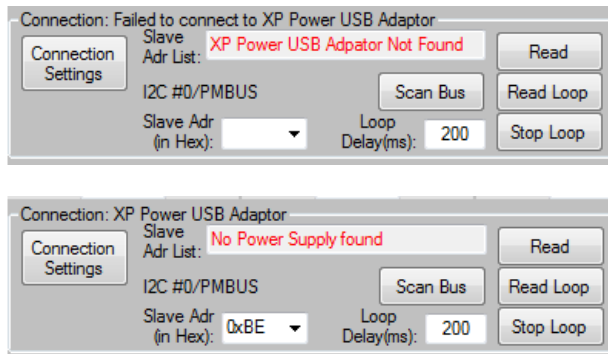 Connection: Failed to connect to XP Power USB Adaptor
Connection Settings
Slave Adr List:
XP Power USB Adpator Not Found
Read
I2C #0/PMBUS
Scan Bus
Read Loop
Slave Adr (in Hex):
Loop Delay(ms):
200
Stop Loop
Connection: XP Power USB Adaptor
Connection Settings
Slave Adr List:
No Power Supply found
Read
I2C #0/PMBUS
Scan Bus
Read Loop
Slave Adr (in Hex):
0xBE
Loop Delay(ms):
200
Stop Loop